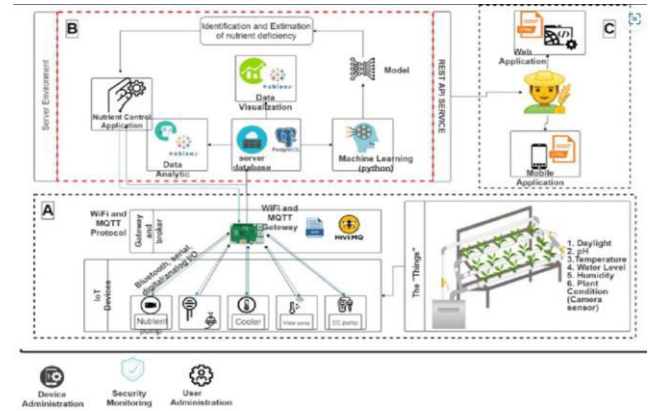 B
Identification and Estimation
of nutrient deficiency
Server Environment
Nutrient Control
Application
Data
Visualization
Model
REST API SERVICE
tableau
Data
Analytic
server
database
PostgreSQL
Machine Learning
(python)
C
Web
Application
Mobile
Application
A
WiFi and
MQTT
Protocol
Gateway
and
broker
WiFi and
MQTT
Gateway
HIVEMQ
Bluetooth, serial,
digital/analog I/O
IoT
Devices
Nutrient
pump
Cooler
EC pump
The "Things"
1. Daylight
2. pH
3.Temperature
4. Water Level
5. Humidity
6. Plant
Condition
(Camera
sensor)
Device
Administration
Security
Monitoring
User
Administration